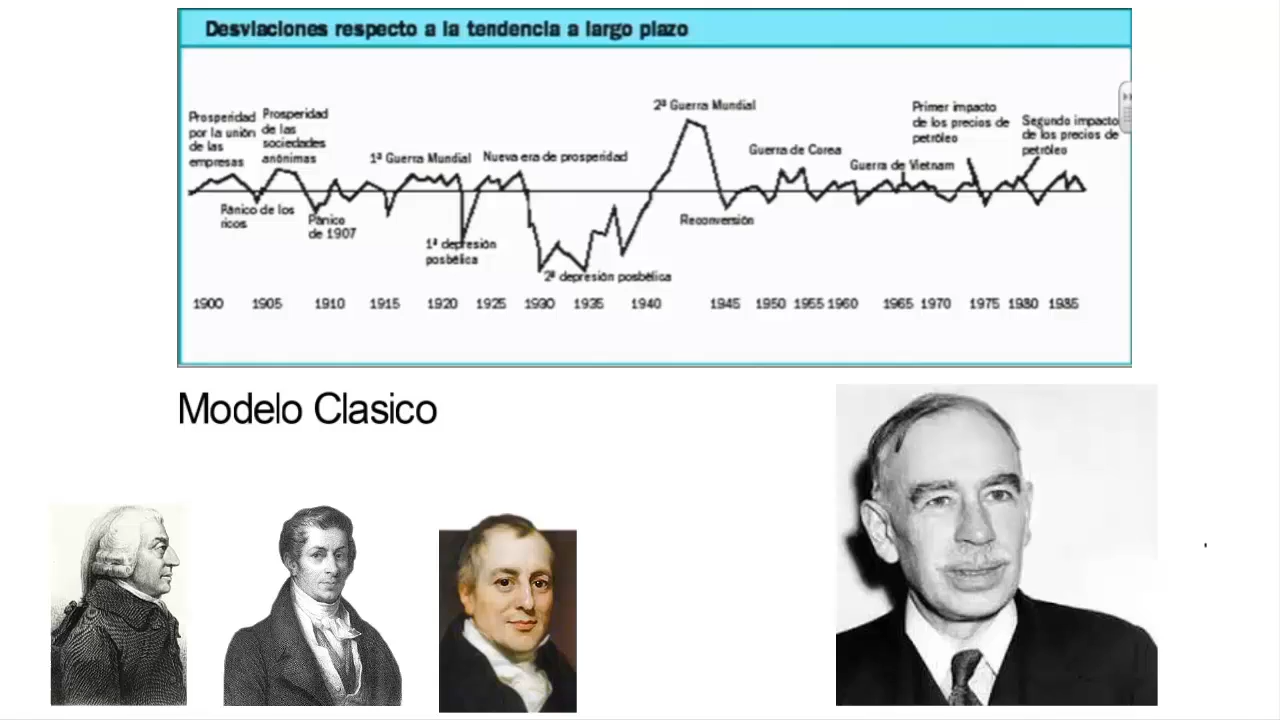 Desviaciones respecto a la tendencia a largo plazo
2ª Guerra Mundial
Prosperidad
por la unión
de las
empresas
Prosperidad
de las
sociedades
anónimas
1ª Guerra Mundial
Nueva era de prosperidad
Guerra de Corea
Guerra de Vietnam
Primer impacto
de los precios de
petróleo
Segundo impacto
de los precios de
petróleo
Pánico de los
ricos
Pánico
de 1907
1ª depresión
posbélica
2ª depresión posbélica
Reconversión
1900 1905 1910 1915 1920 1925 1930 1935 1940 1945 1950 1955 1960 1965 1970 1975 1980 1985
Modelo Clasico